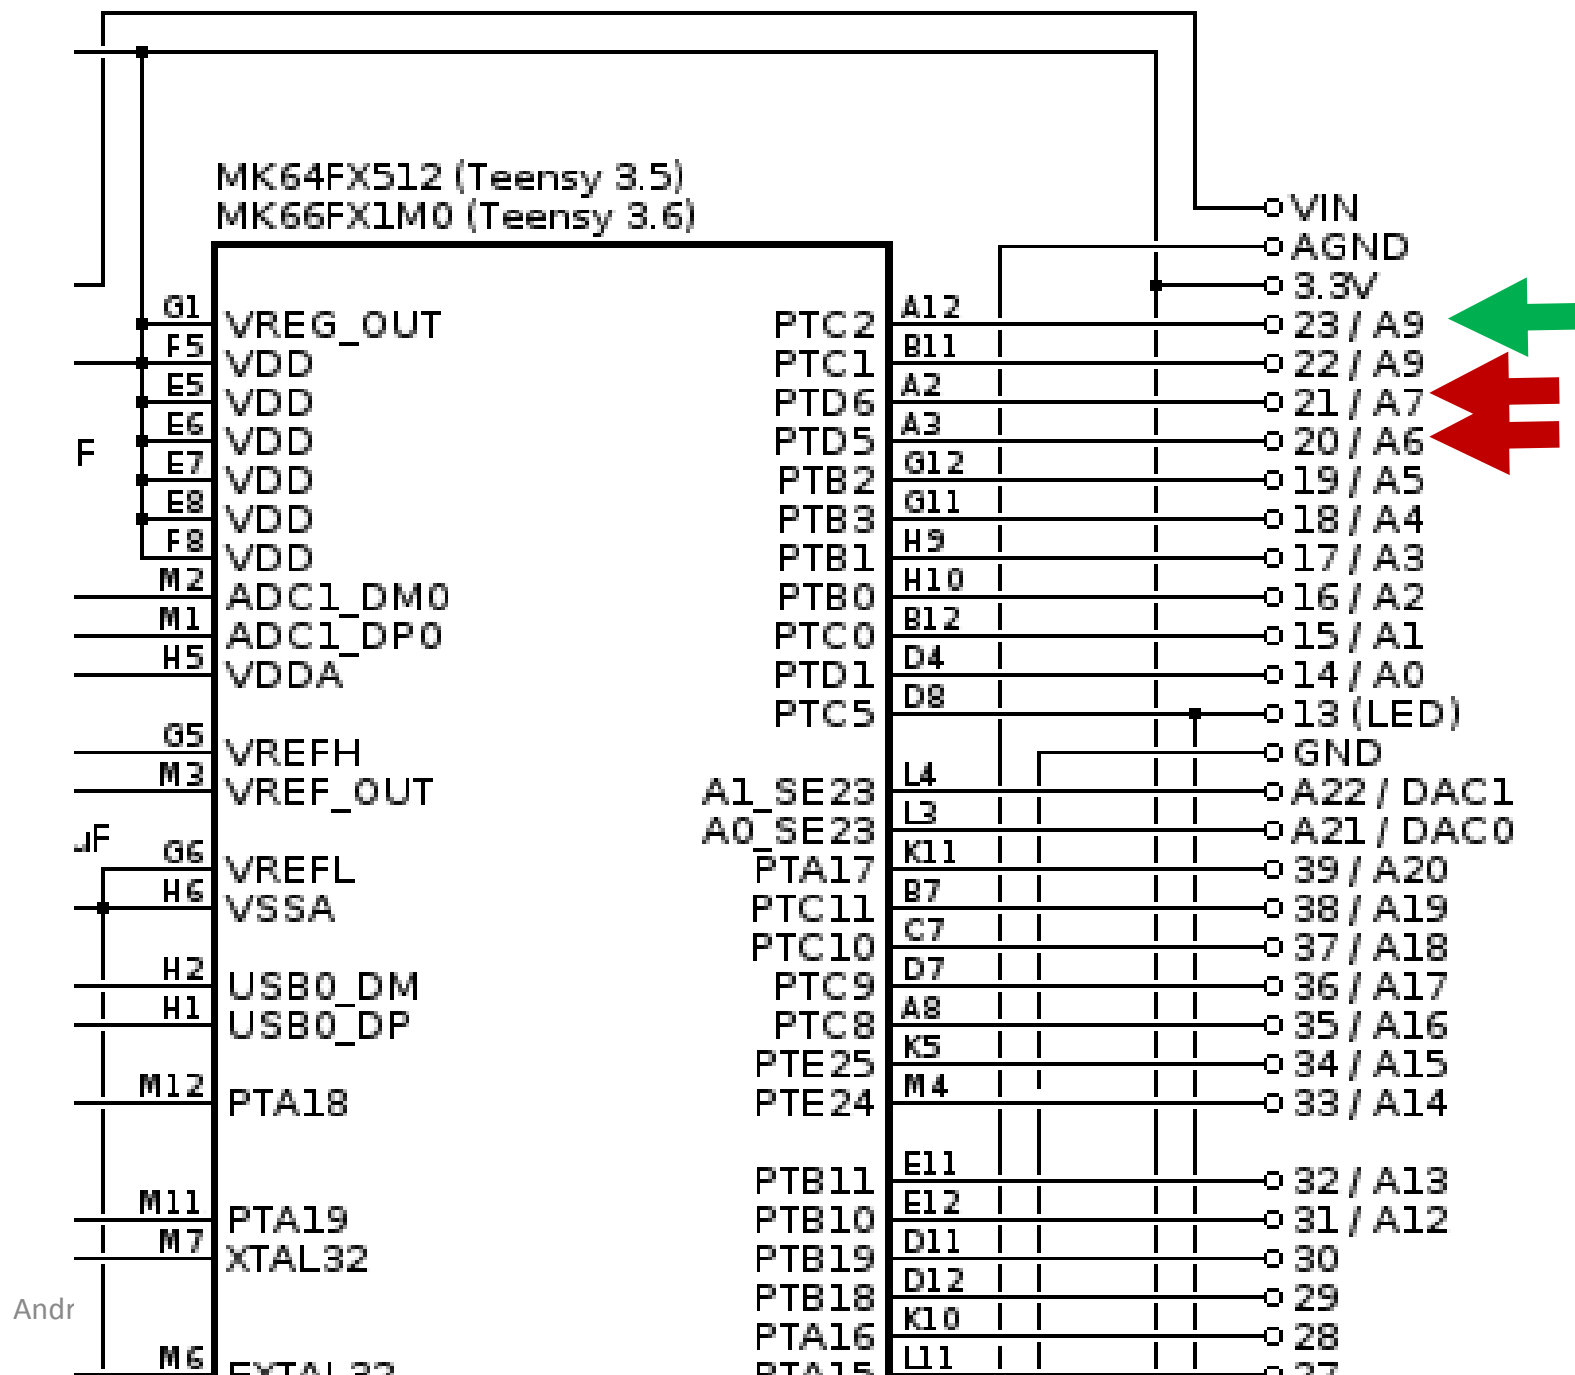 MK64FX512 (Teensy 3.5)
MK66FX1M0 (Teensy 3.6)
VIN
AGND
3.3V
G1 VREG_OUT PTC2 A12 23 / A9
F5 VDD PTC1 B11 22 / A9
E5 VDD PTD6 A2 21 / A7
E6 VDD PTD5 A3 20 / A6
F
E7 VDD PTB2 G12 19 / A5
E8 VDD PTB3 G11 18 / A4
F8 VDD PTB1 H9 17 / A3
M2 ADC1_DM0 PTB0 H10 16 / A2
M1 ADC1_DP0 PTC0 B12 15 / A1
H5 VDDA PTD1 D4 14 / A0
PTC5 D8 13 (LED)
G5 VREFH GND
M3 VREF_OUT A1_SE23 L4 A22 / DAC1
A0_SE23 L3 A21 / DAC0
uF
G6 VREFL PTA17 K11 39 / A20
H6 VSSA PTC11 B7 38 / A19
PTC10 C7 37 / A18
H2 USB0_DM PTC9 D7 36 / A17
H1 USB0_DP PTC8 A8 35 / A16
PTE25 K5 34 / A15
M12 PTA18 PTE24 M4 33 / A14
PTB11 E11 32 / A13
M11 PTA19 PTB10 E12 31 / A12
M7 XTAL32 PTB19 D11 30
PTB18 D12 29
Andr
PTA16 K10 28
M6 EXTAL32 PTA15 L11 27